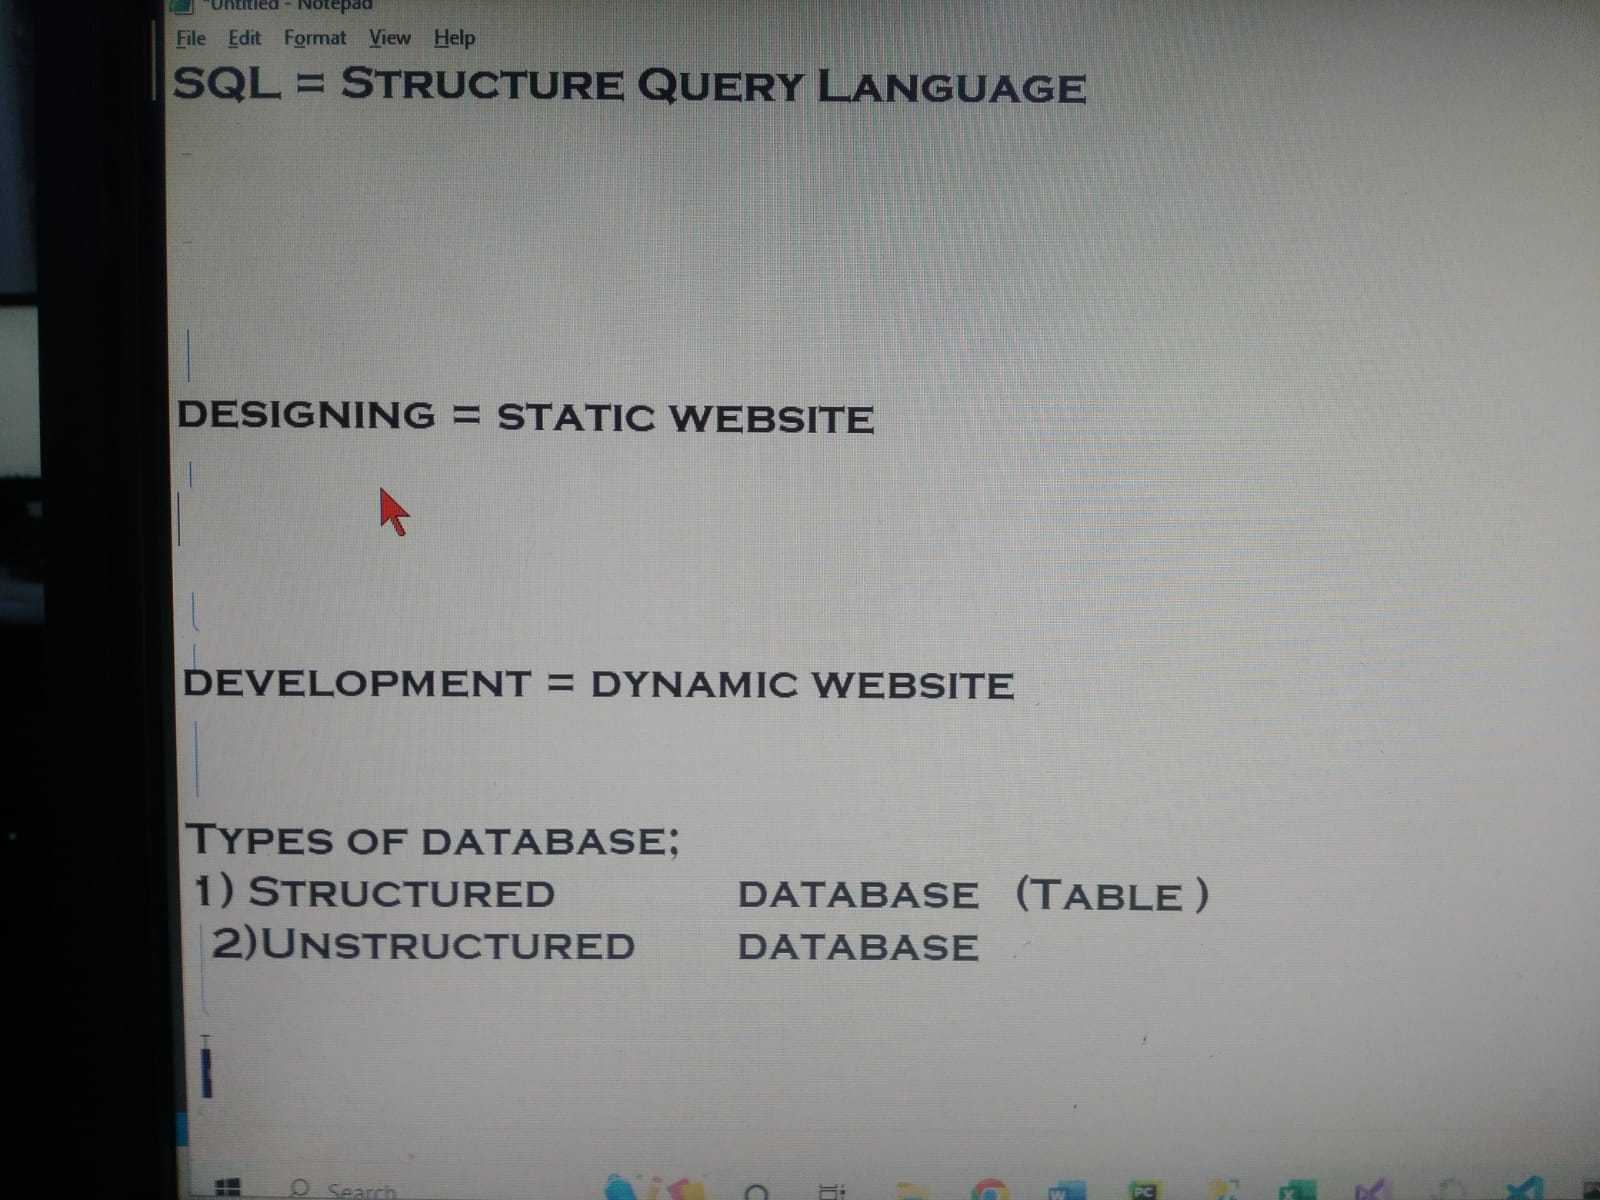 "Untitled - Notepad
File Edit Format View Help
SQL = Structure Query Language
DESIGNING = STATIC WEBSITE
DEVELOPMENT = DYNAMIC WEBSITE
Types of database;
1) Structured database (Table )
2)Unstructured database
Search